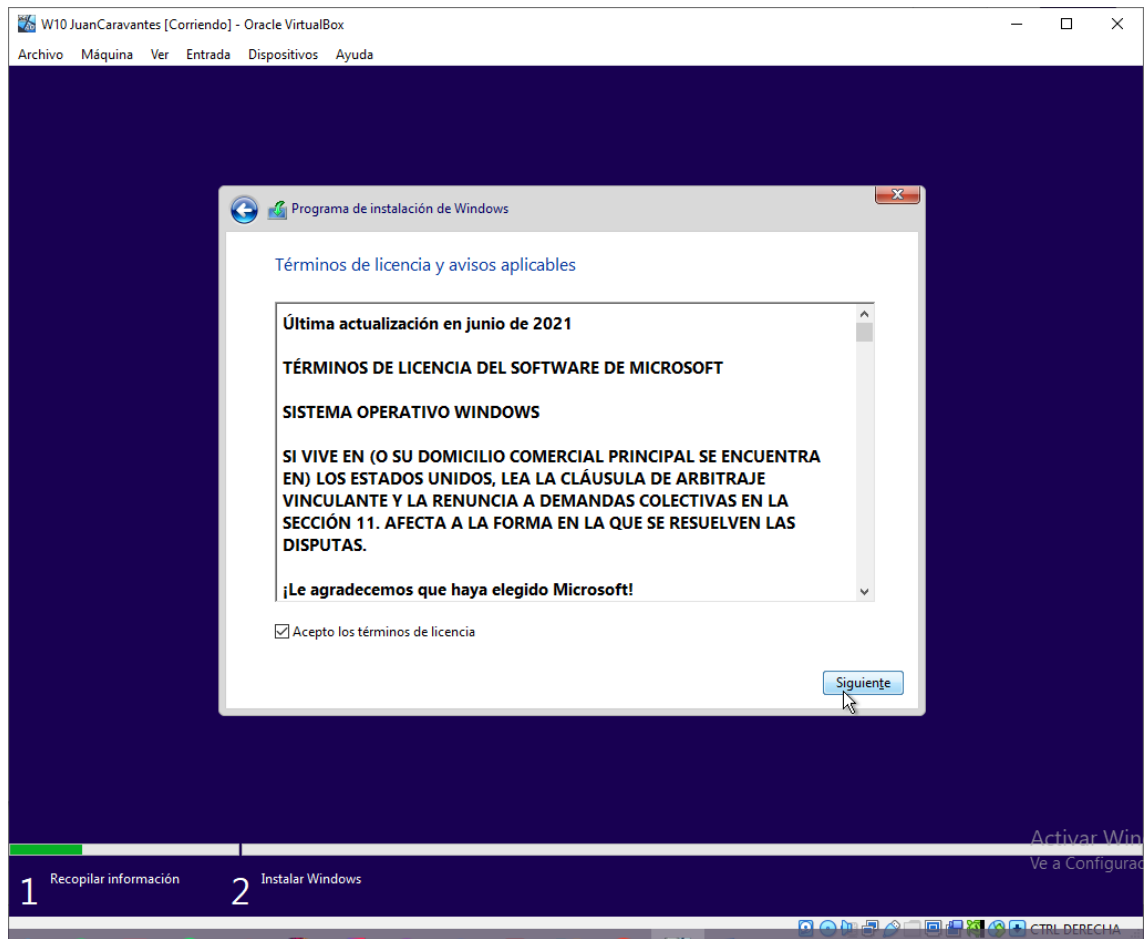 W10 JuanCaravantes [Corriendo] - Oracle VirtualBox
Archivo Máquina Ver Entrada Dispositivos Ayuda
Programa de instalación de Windows
Términos de licencia y avisos aplicables
Última actualización en junio de 2021
TÉRMINOS DE LICENCIA DEL SOFTWARE DE MICROSOFT
SISTEMA OPERATIVO WINDOWS
SI VIVE EN (O SU DOMICILIO COMERCIAL PRINCIPAL SE ENCUENTRA
EN) LOS ESTADOS UNIDOS, LEA LA CLÁUSULA DE ARBITRAJE
VINCULANTE Y LA RENUNCIA A DEMANDAS COLECTIVAS EN LA
SECCIÓN 11. AFECTA A LA FORMA EN LA QUE SE RESUELVEN LAS
DISPUTAS.
¡Le agradecemos que haya elegido Microsoft!
Acepto los términos de licencia
Siguiente
Activar Win
Ve a Configurac
1 Recopilar información 2 Instalar Windows
CTRL DERECHA